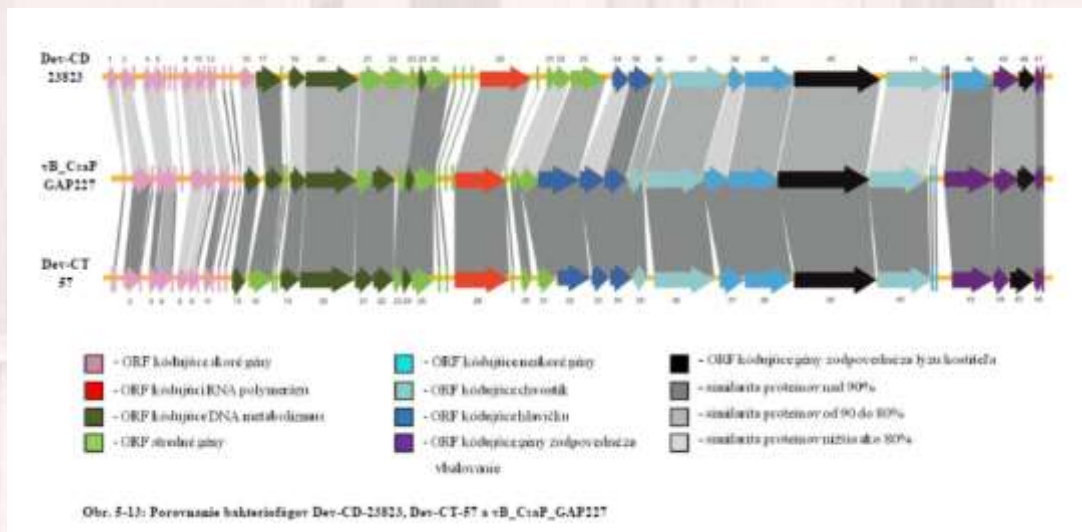 Dev-CD
23823
vB_CsaP
GAP227
Dev-CT
57
- ORF kódujúce skoré gény
- ORF kódujúci RNA polymerázu
- ORF kódujúce DNA metabolizmus
- ORF stredné gény
- ORF kódujúce neskoré gény
- ORF kódujúce chvostík
- ORF kódujúce hlavičku
- ORF kódujúce gény zodpovedné za
vbalovanie
- ORF kódujúce gény zodpovedné za lyzu hostiteľa
- similarita proteínov nad 90%
- similarita proteínov od 90 do 80%
- similarita proteínov nižšia ako 80%
Obr. 5-13: Porovnanie bakteriofágov Dev-CD-23823, Dev-CT-57 a vB_CsaP_GAP227